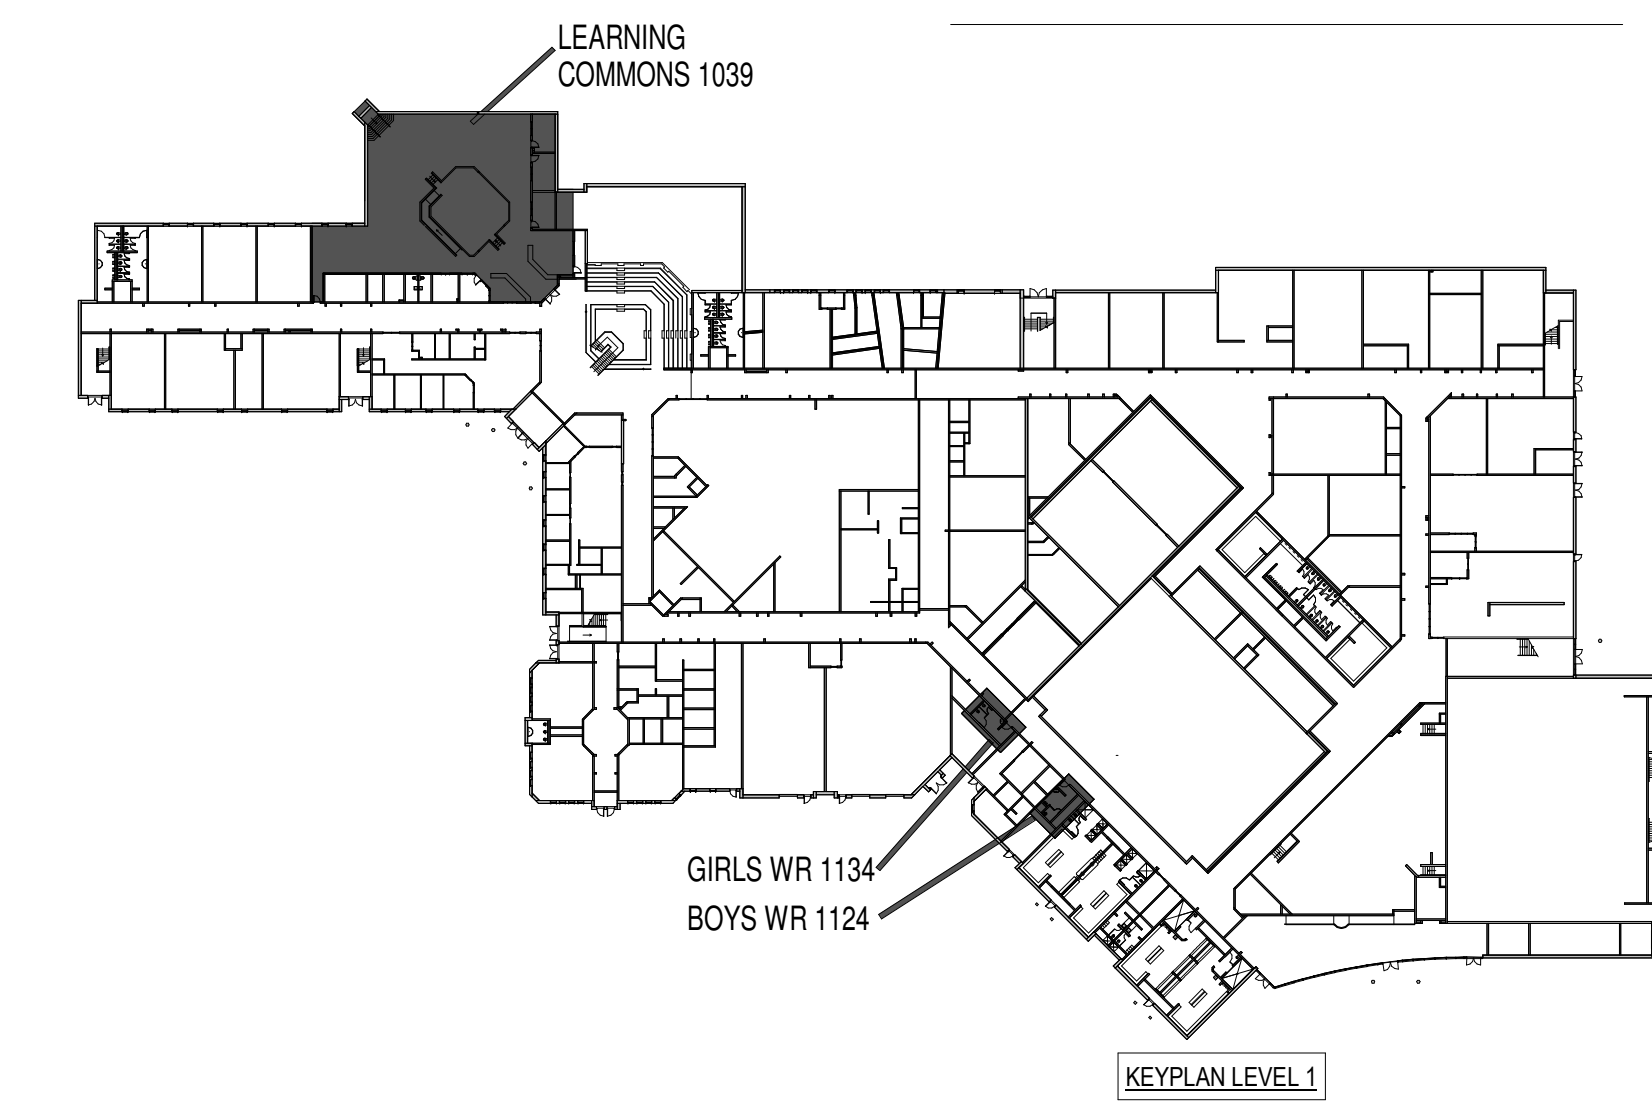 LEARNING
COMMONS 1039
GIRLS WR 1134
BOYS WR 1124
KEYPLAN LEVEL 1